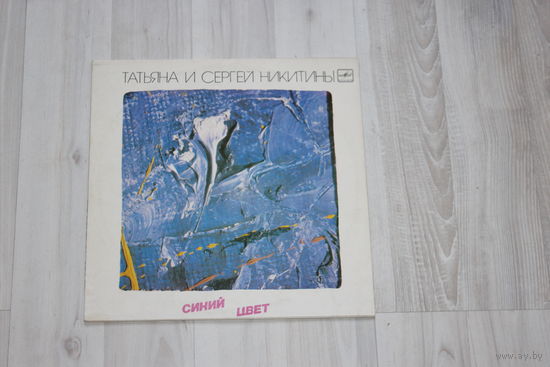 ТАТЬЯНА И СЕРГЕЙ НИКИТИНЫ
СИНИЙ
ЦВЕТ
www.ay.by